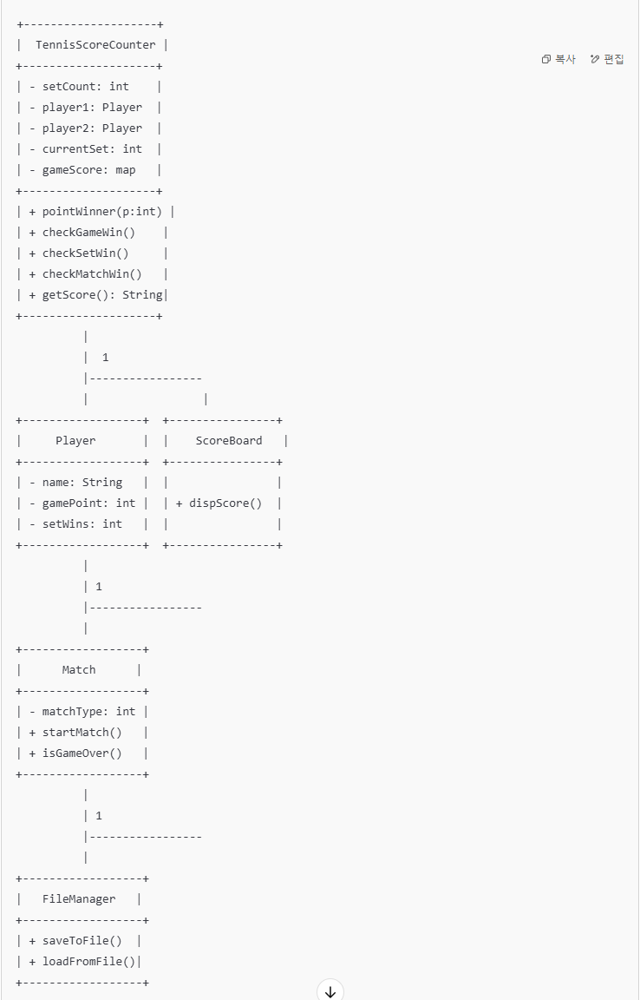 +--------------------+
|  TennisScoreCounter |
+--------------------+
복사 편집
| - setCount: int    |
| - player1: Player  |
| - player2: Player  |
| - currentSet: int  |
| - gameScore: map   |
+--------------------+
| + pointWinner(p:int) |
| + checkGameWin()    |
| + checkSetWin()     |
| + checkMatchWin()   |
| + getScore(): String|
+--------------------+
          |
          |  1
          |-----------------
          |                 |
+------------------+  +----------------+
|     Player       |  |    ScoreBoard   |
+------------------+  +----------------+
| - name: String   |  |                |
| - gamePoint: int |  | + dispScore()  |
| - setWins: int   |  |                |
+------------------+  +----------------+
          |
          | 1
          |-----------------
          |
+------------------+
|      Match      |
+------------------+
| - matchType: int |
| + startMatch()   |
| + isGameOver()   |
+------------------+
          |
          | 1
          |-----------------
          |
+------------------+
|   FileManager   |
+------------------+
| + saveToFile()  |
| + loadFromFile()|
+------------------+